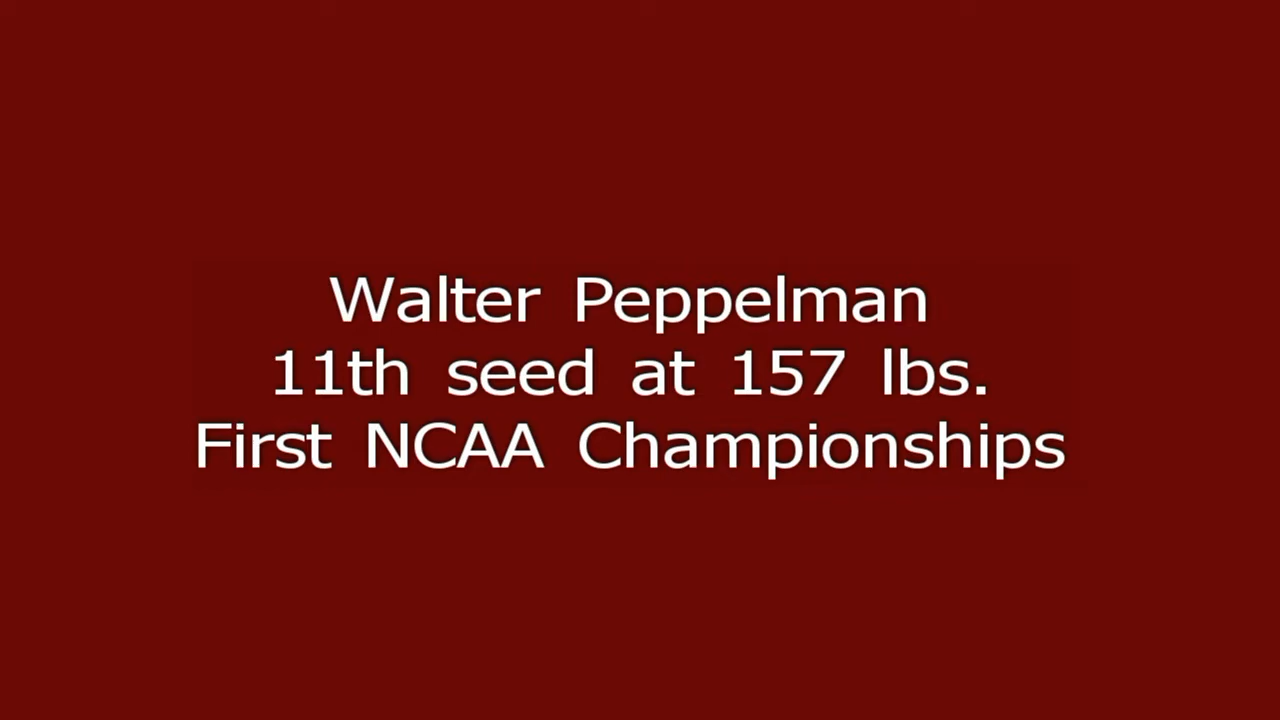 Walter Peppelman
11th seed at 157 lbs.
First NCAA Championships